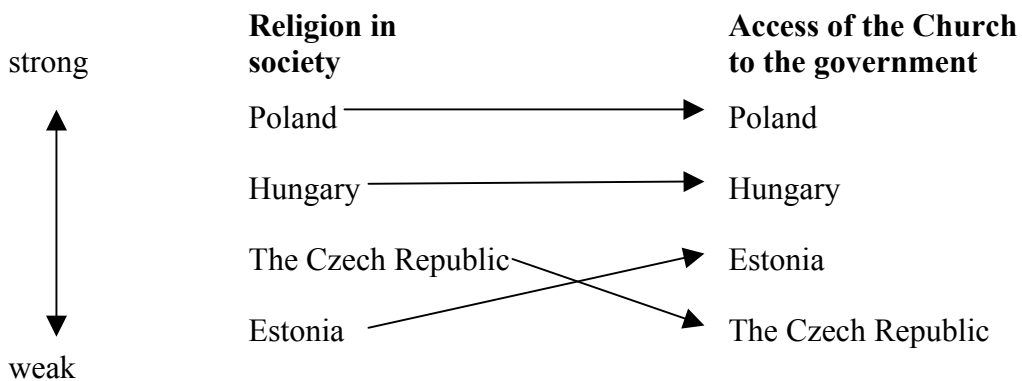 Religion in
society
Access of the Church
to the government
strong
Poland
Poland
Hungary
Hungary
The Czech Republic
Estonia
Estonia
The Czech Republic
weak